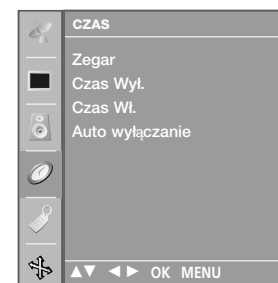 CZAS
Zegar
Czas Wył.
Czas Wł.
Auto wyłączanie
▲▼ ◄► OK MENU